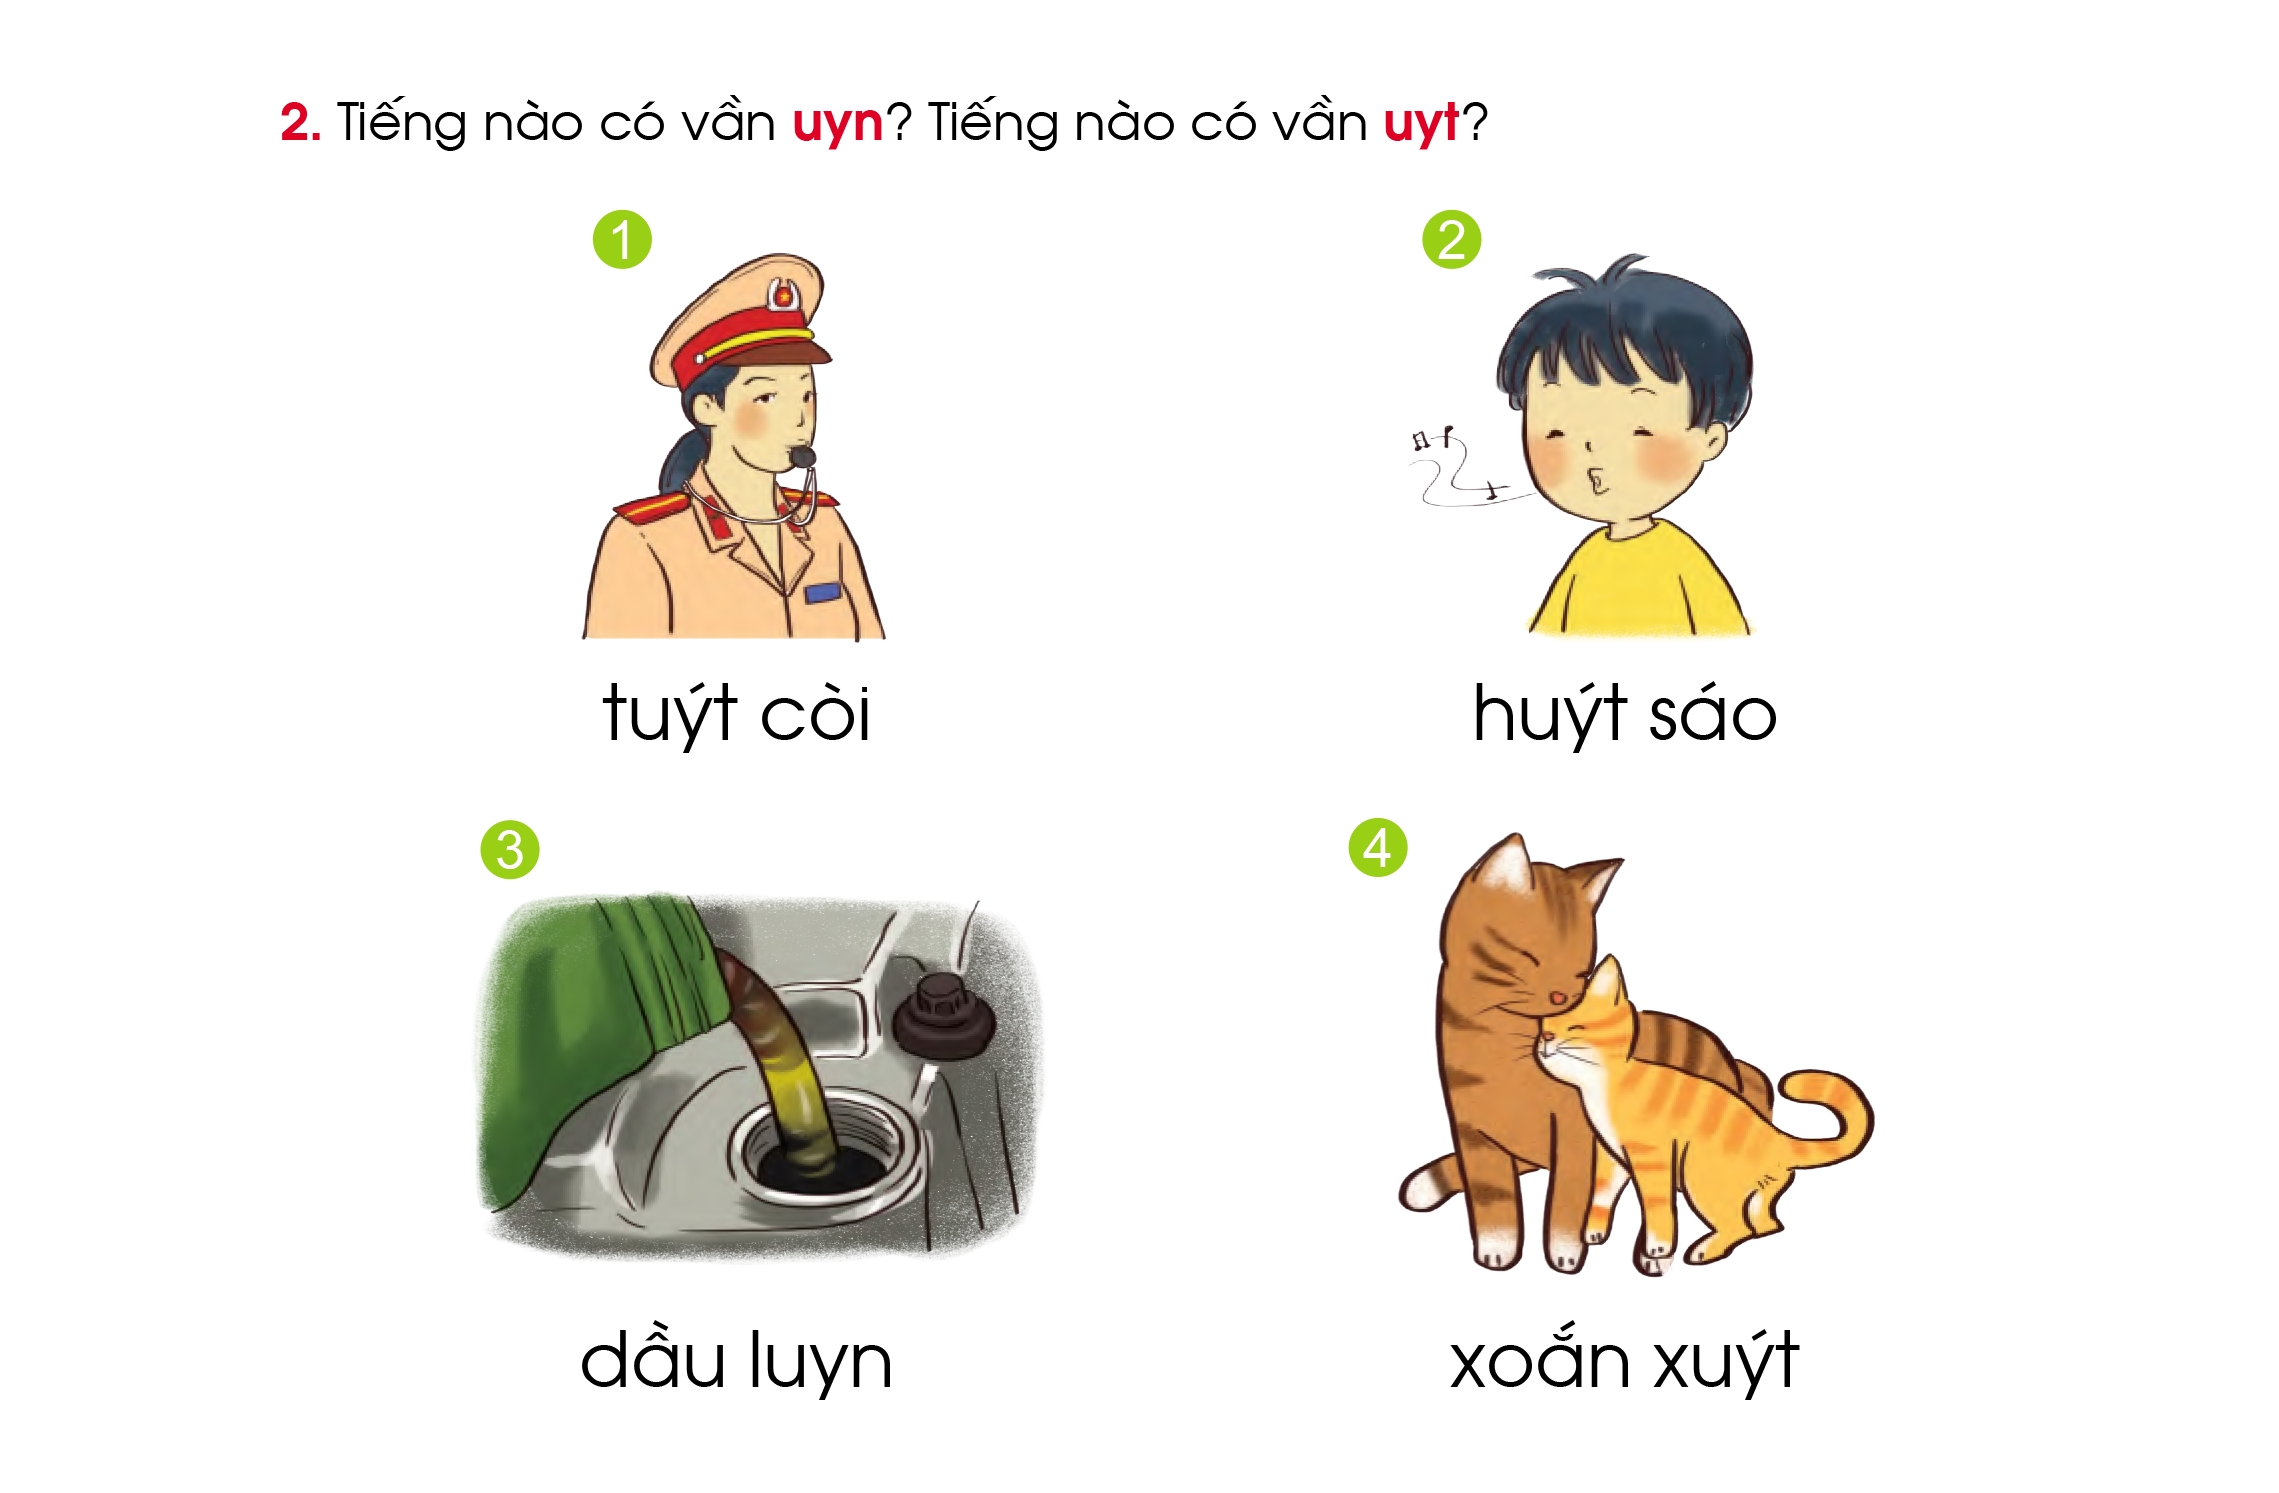 2. Tiếng nào có vần uyn? Tiếng nào có vần uyt?
1
2
tuýt còi
huýt sáo
3
4
dầu luyn
xoắn xuýt